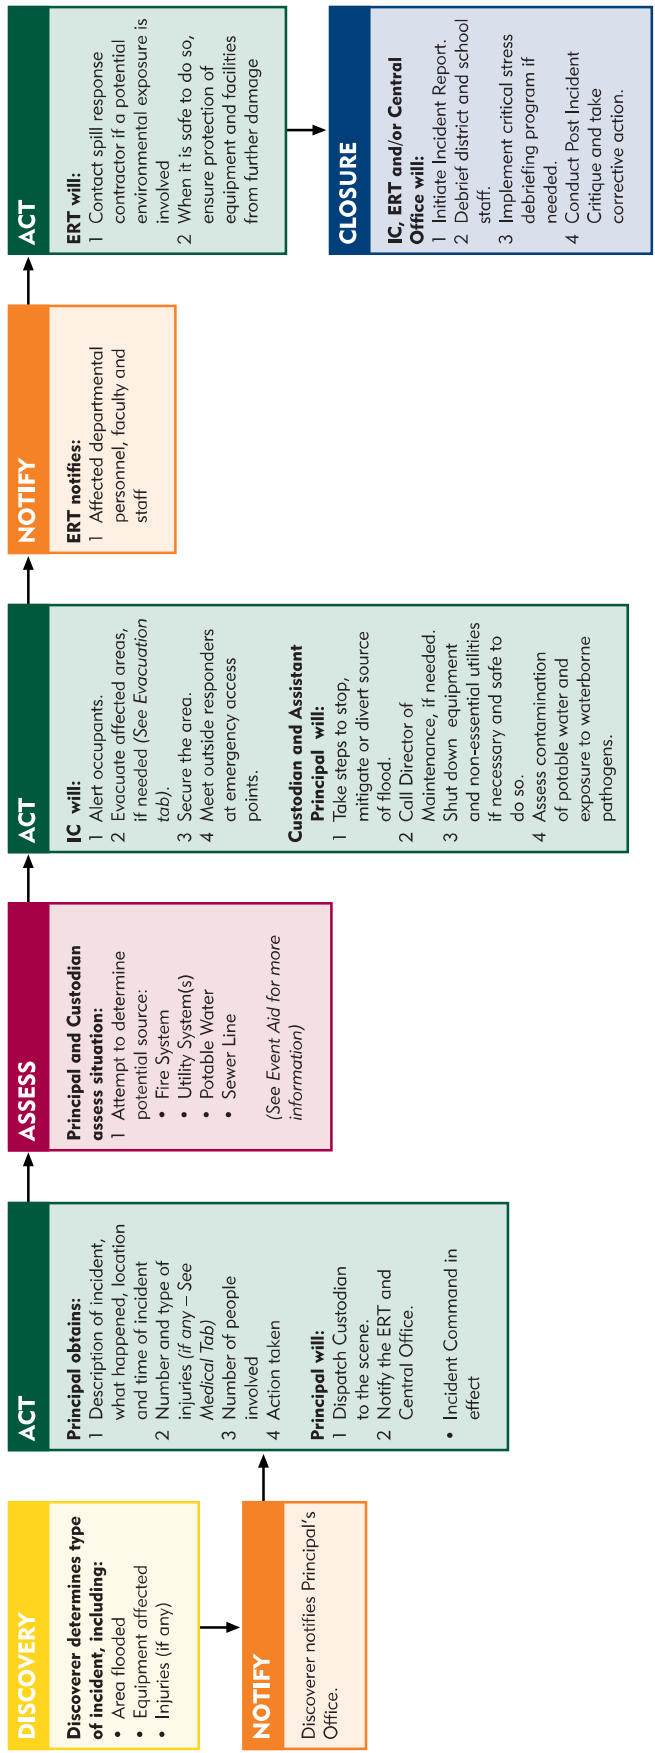 DISCOVERY
Discoverer determines type
of incident, including:
• Area flooded
• Equipment affected
• Injuries (if any)
NOTIFY
Discoverer notifies Principal's
Office.
ACT
Principal obtains:
1 Description of incident,
what happened, location
and time of incident
2 Number and type of
injuries (if any – See
Medical Tab)
3 Number of people
involved
4 Action taken
Principal will:
1 Dispatch Custodian
to the scene.
2 Notify the ERT and
Central Office.
• Incident Command in
effect
ASSESS
Principal and Custodian
assess situation:
1 Attempt to determine
potential source:
• Fire System
• Utility System(s)
• Potable Water
• Sewer Line
(See Event Aid for more
information)
ACT
IC will:
1 Alert occupants.
2 Evacuate affected areas,
if needed (See Evacuation
tab).
3 Secure the area.
4 Meet outside responders
at emergency access
points.
Custodian and Assistant
Principal will:
1 Take steps to stop,
mitigate or divert source
of flood.
2 Call Director of
Maintenance, if needed.
3 Shut down equipment
and non-essential utilities
if necessary and safe to
do so.
4 Assess contamination
of potable water and
exposure to waterborne
pathogens.
NOTIFY
ERT notifies:
1 Affected departmental
personnel, faculty and
staff
ACT
ERT will:
1 Contact spill response
contractor if a potential
environmental exposure is
involved
2 When it is safe to do so,
ensure protection of
equipment and facilities
from further damage
CLOSURE
IC, ERT and/or Central
Office will:
1 Initiate Incident Report.
2 Debrief district and school
staff.
3 Implement critical stress
debriefing program if
needed.
4 Conduct Post Incident
Critique and take
corrective action.